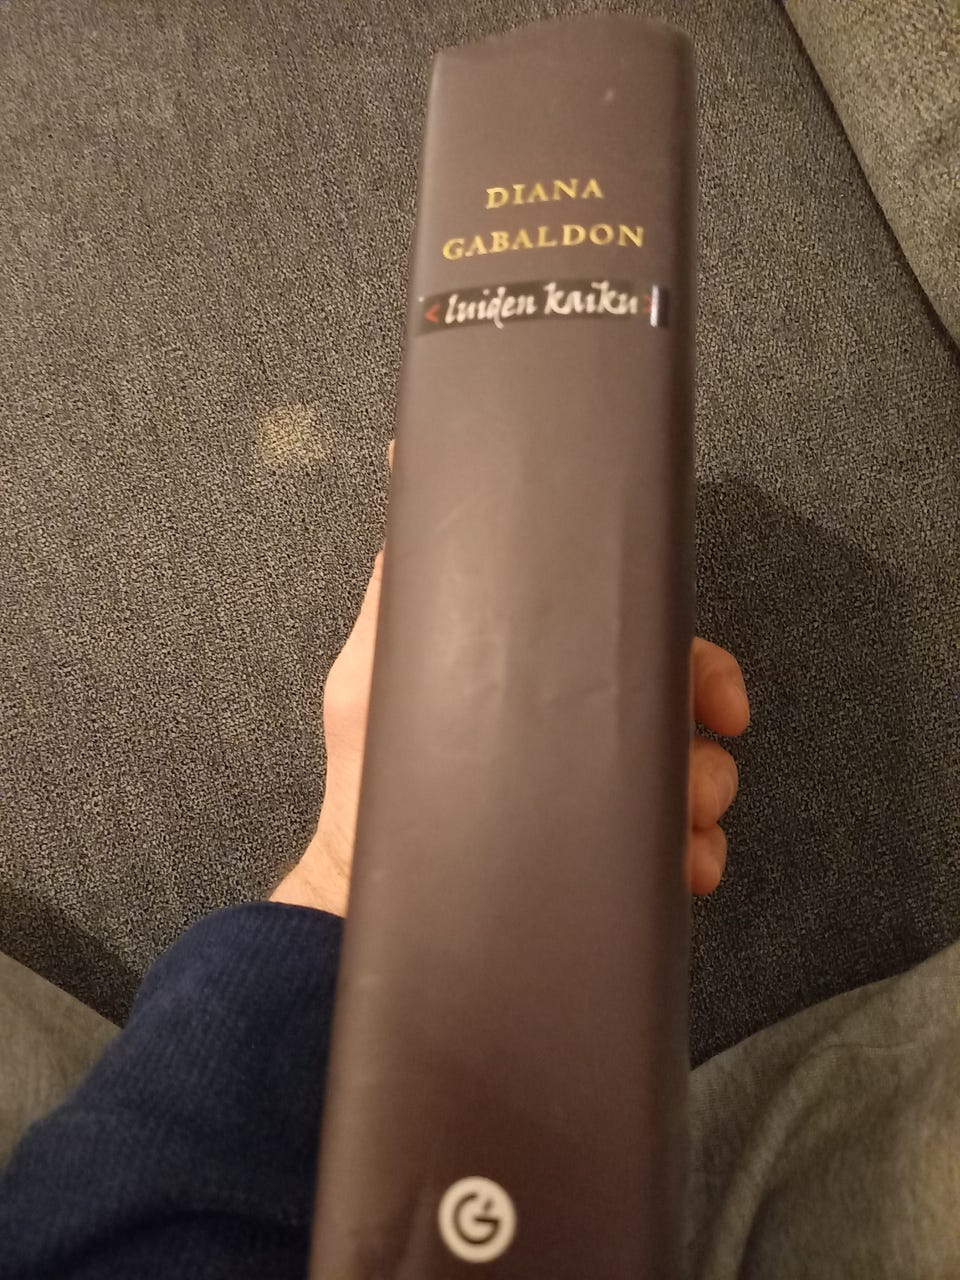 DIANA
GABALDON
luiden kaiku
G